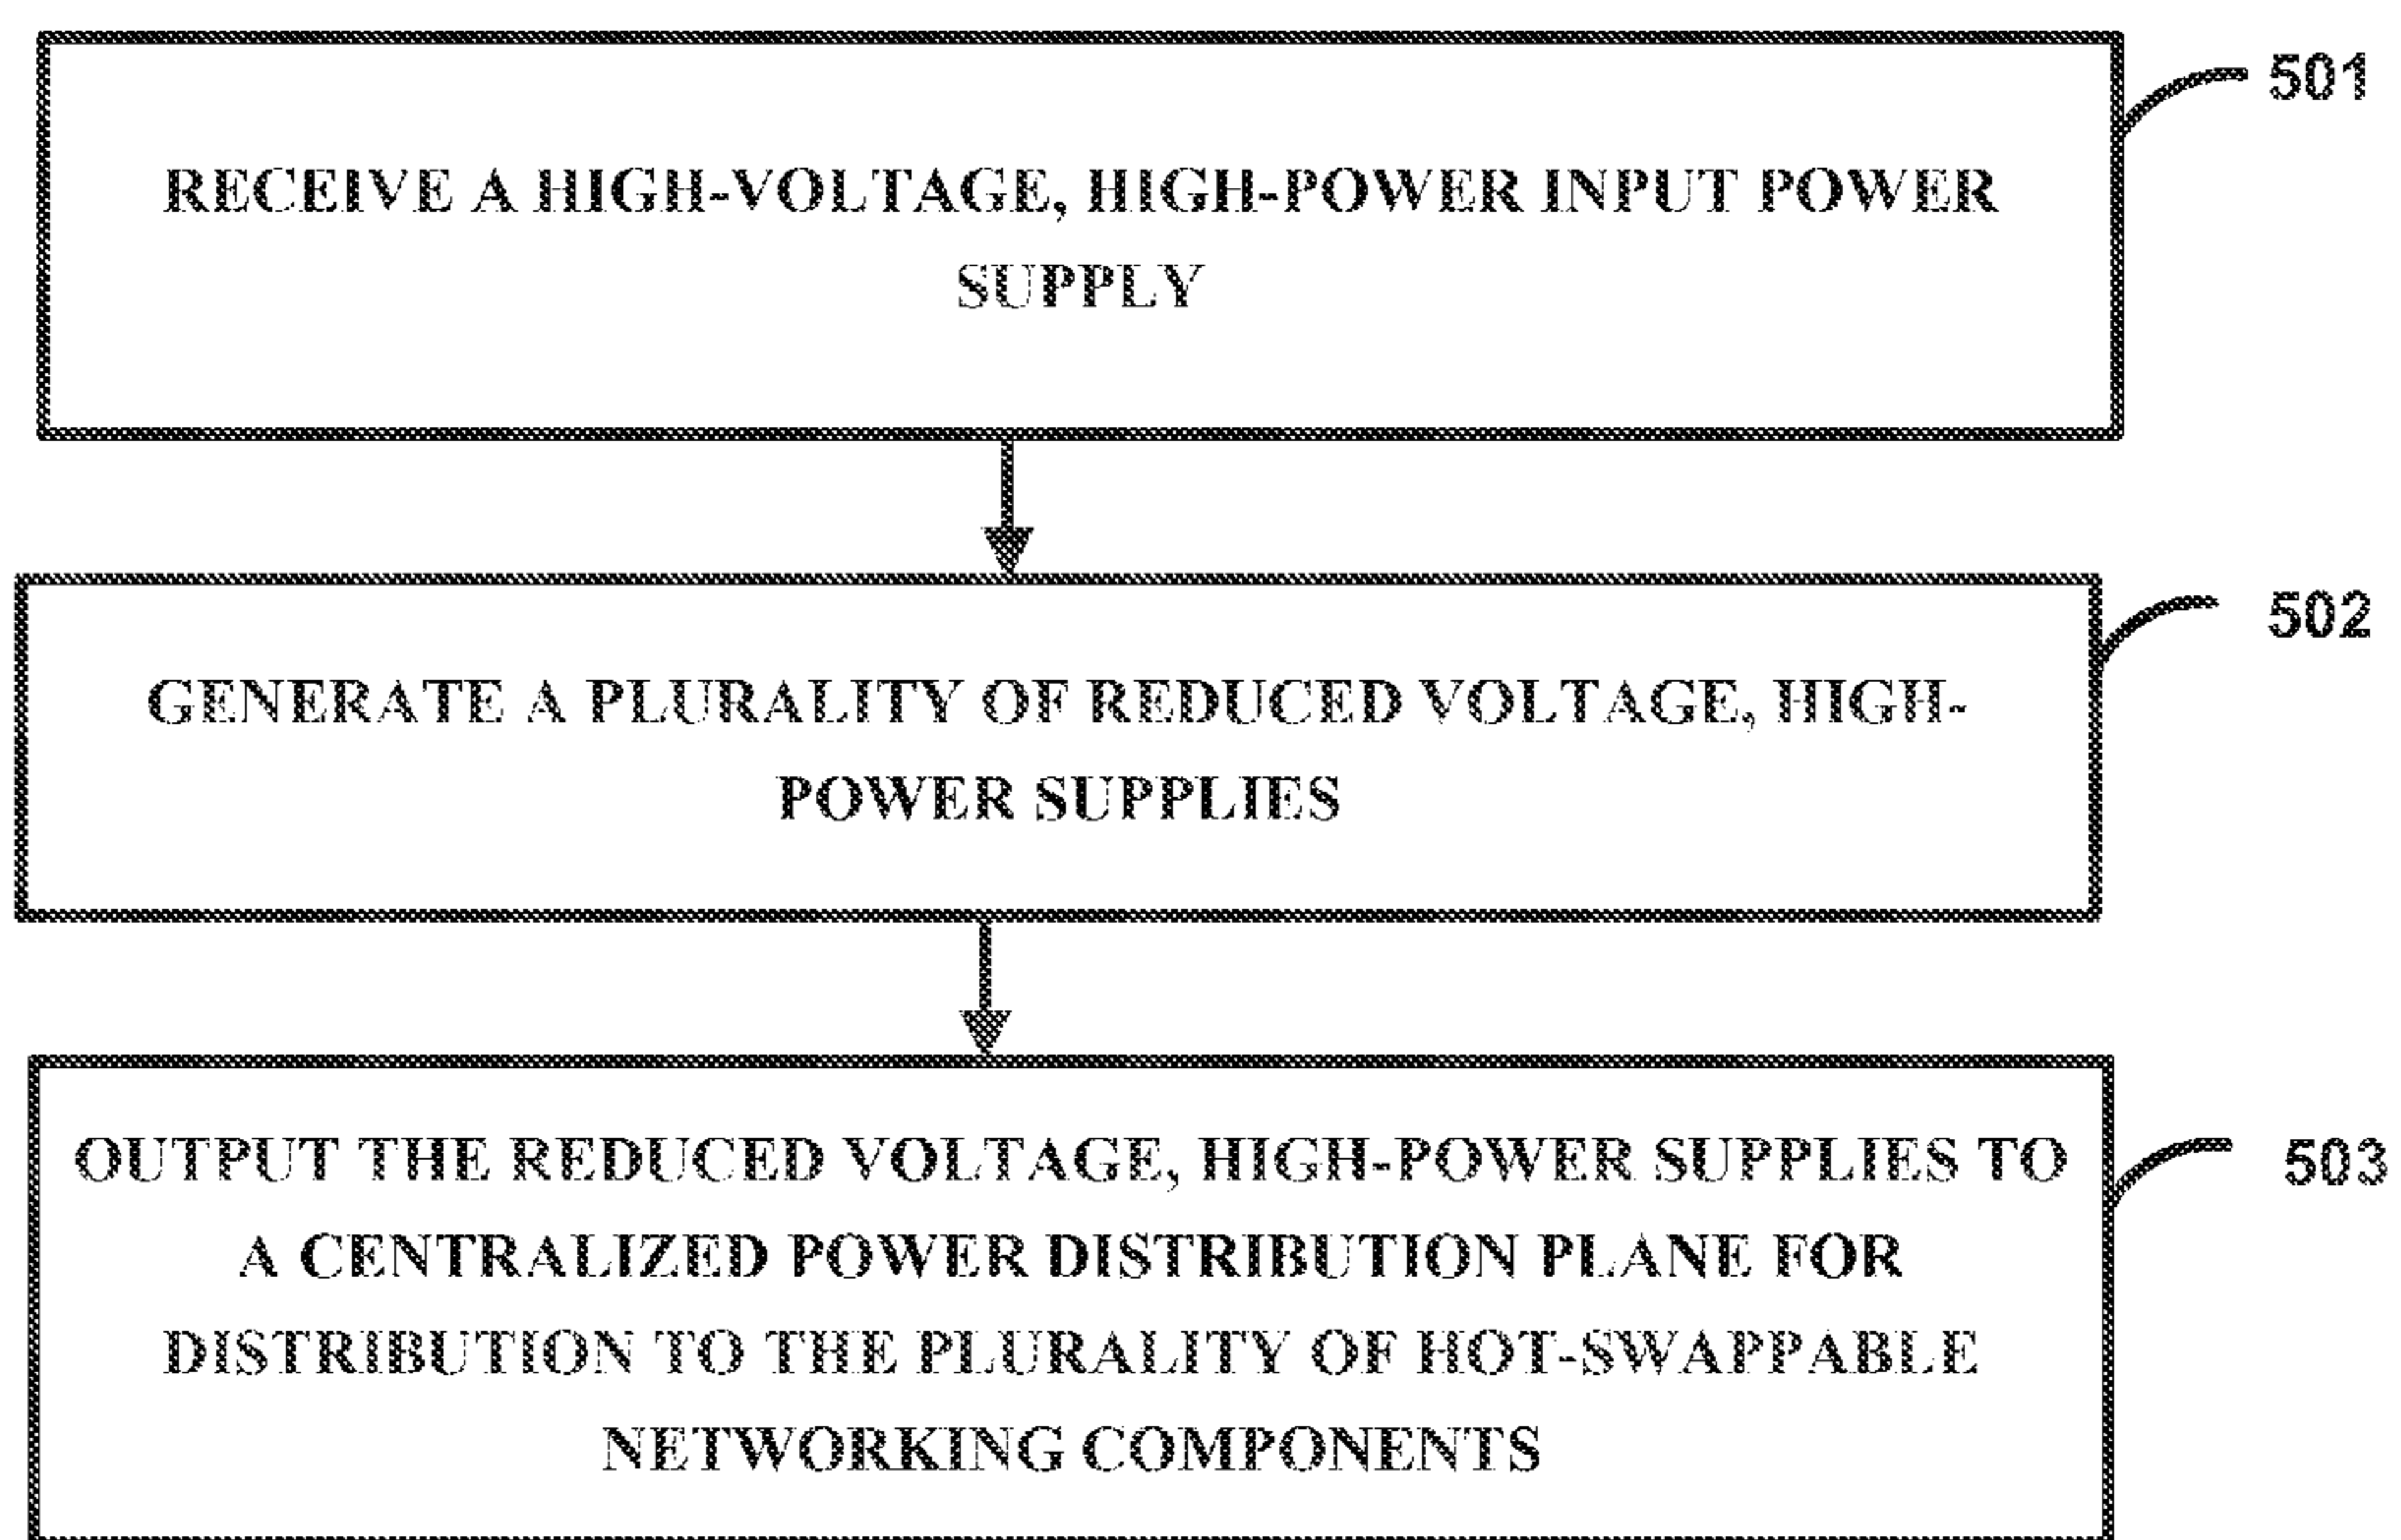 501
RECEIVE A HIGH-VOLTAGE, HIGH-POWER INPUT POWER
SUPPLY
502
GENERATE A PLURALITY OF REDUCED VOLTAGE, HIGH-
POWER SUPPLIES
503
OUTPUT THE REDUCED VOLTAGE, HIGH-POWER SUPPLIES TO
A CENTRALIZED POWER DISTRIBUTION PLANE FOR
DISTRIBUTION TO THE PLURALITY OF HOT-SWAPPABLE
NETWORKING COMPONENTS